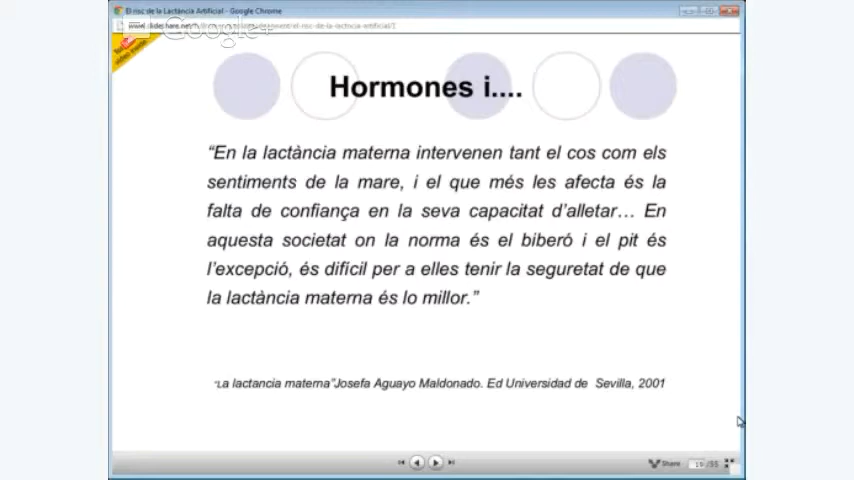 El risc de la Lactància Artificial - Google Chrome
Google+
Hormones i....
“En la lactància materna intervenen tant el cos com els
sentiments de la mare, i el que més les afecta és la
falta de confiança en la seva capacitat d’alletar… En
aquesta societat on la norma és el biberó i el pit és
l’excepció, és difícil per a elles tenir la seguretat de que
la lactància materna és lo millor.”
“La lactancia materna”Josefa Aguayo Maldonado. Ed Universidad de Sevilla, 2001
Share
/55